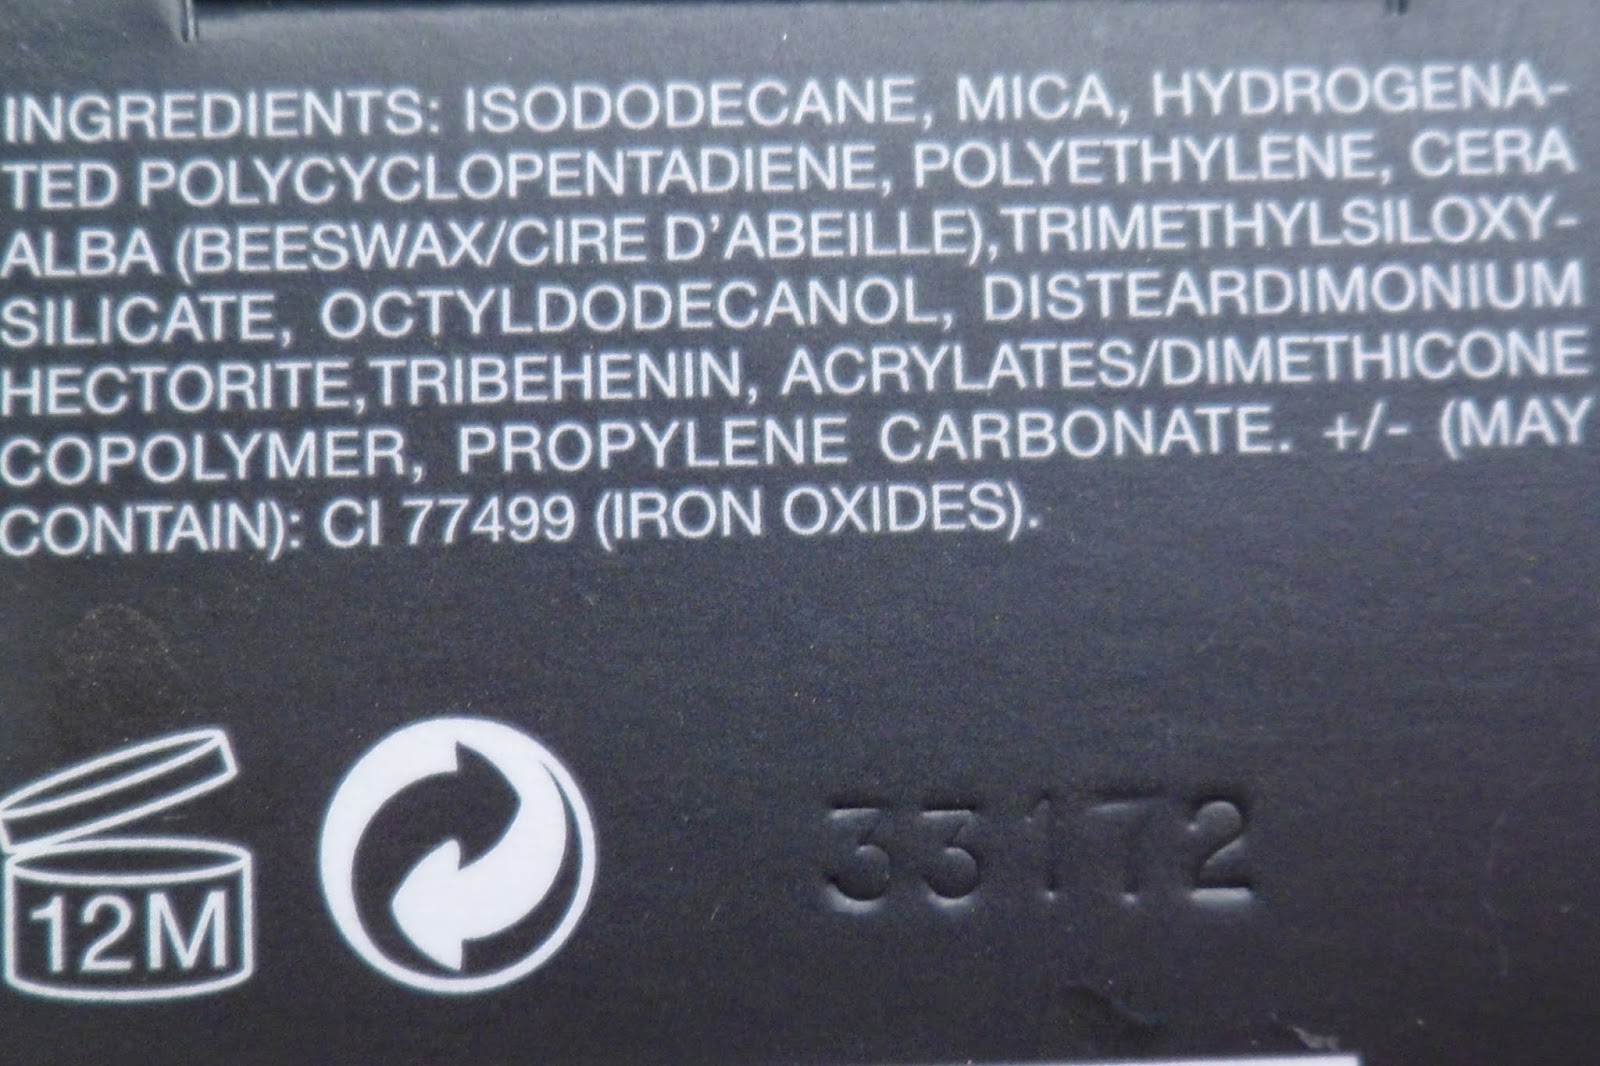 INGREDIENTS: ISODODECANE, MICA, HYDROGENA-
TED POLYCYCLOPENTADIENE, POLYETHYLENE, CERA
ALBA (BEESWAX/CIRE D'ABEILLE),TRIMETHYLSILOXY-
SILICATE, OCTYLDODECANOL, DISTEARDIMONIUM
HECTORITE,TRIBEHENIN, ACRYLATES/DIMETHICONE
COPOLYMER, PROPYLENE CARBONATE. +/- (MAY
CONTAIN): CI 77499 (IRON OXIDES).
12M
33172